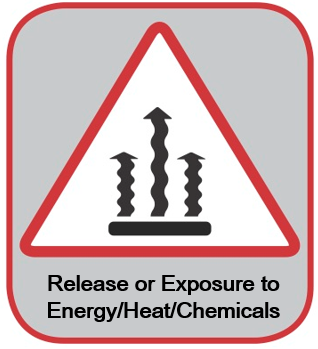 Release or Exposure to
Energy/Heat/Chemicals